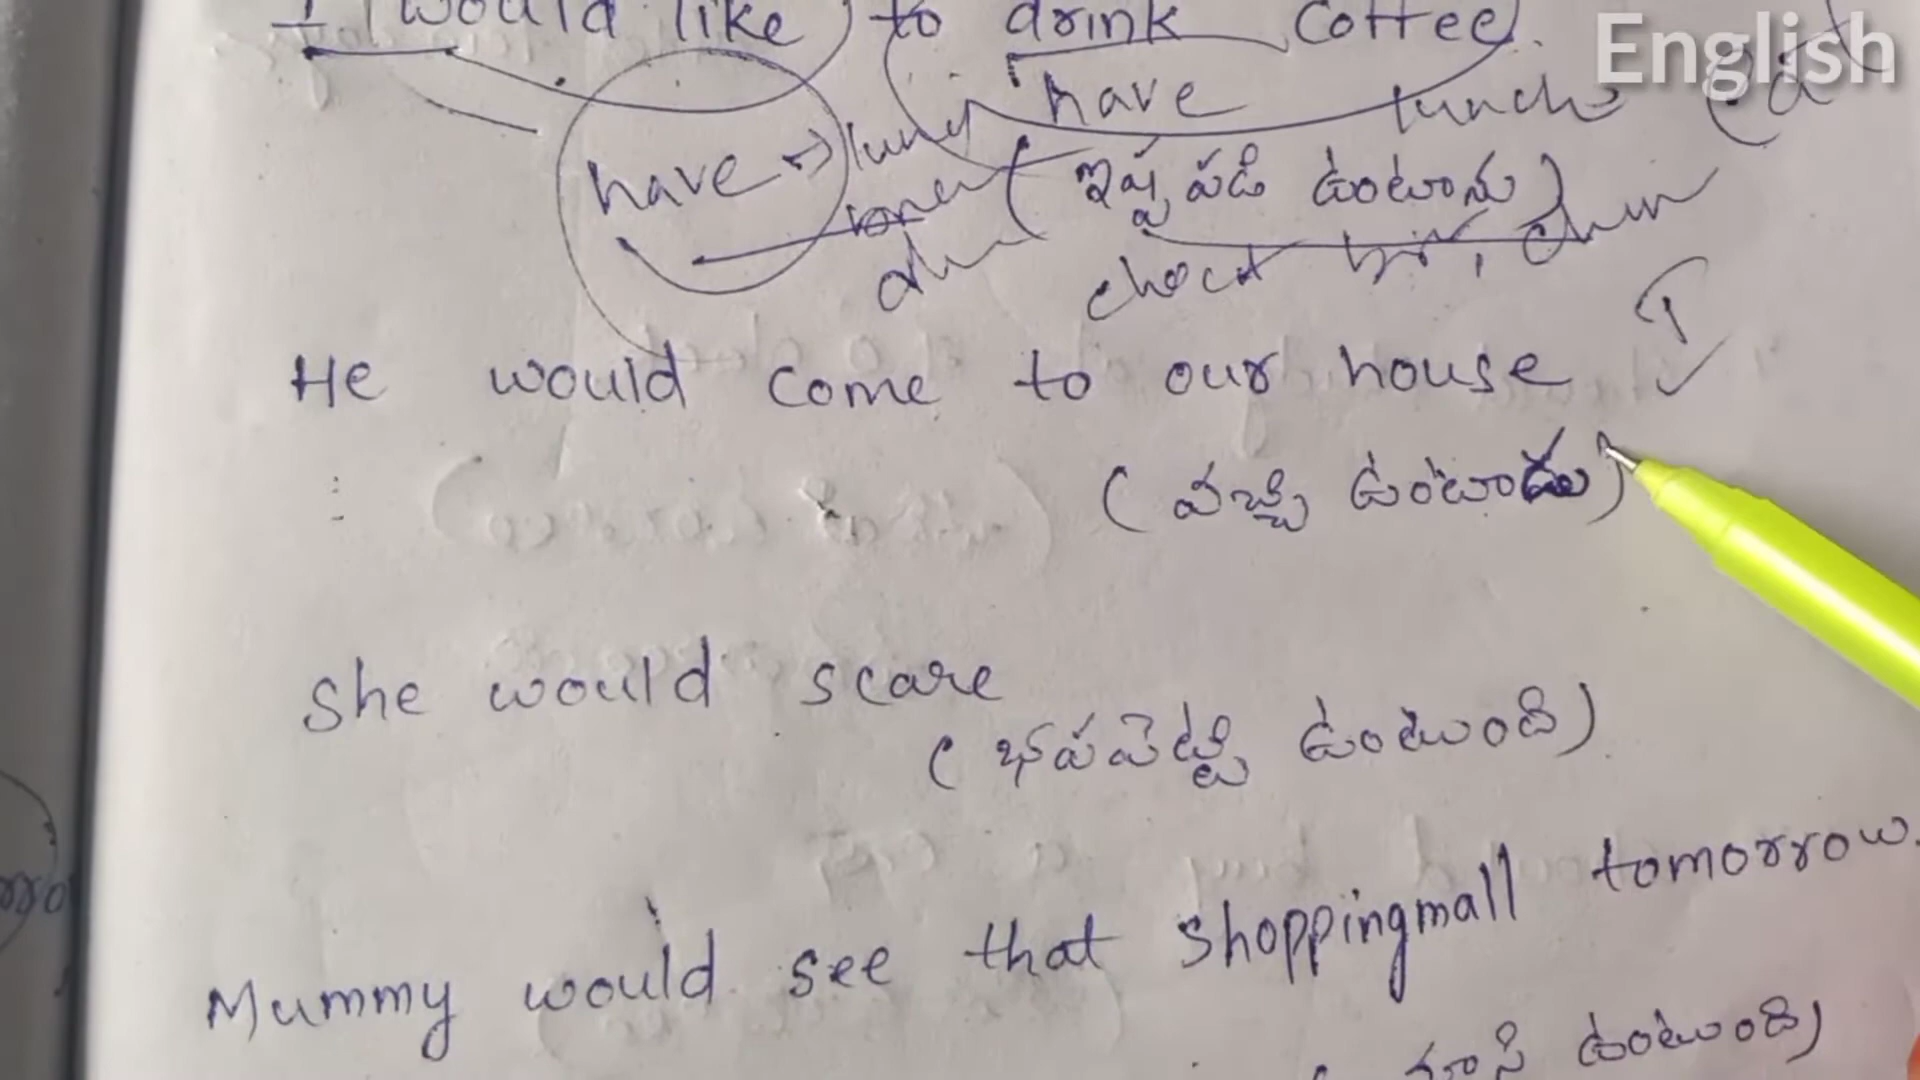 I would like to drink coffee.
English
have lunch
have → lunch
(ఇష్టపడి ఉంటాను)
He would come to our house
(వచ్చి ఉంటాడు)
She would scare
(భయపెట్టి ఉంటుంది)
Mummy would see that shoppingmall tomorrow.
(చూసి ఉంటుంది)